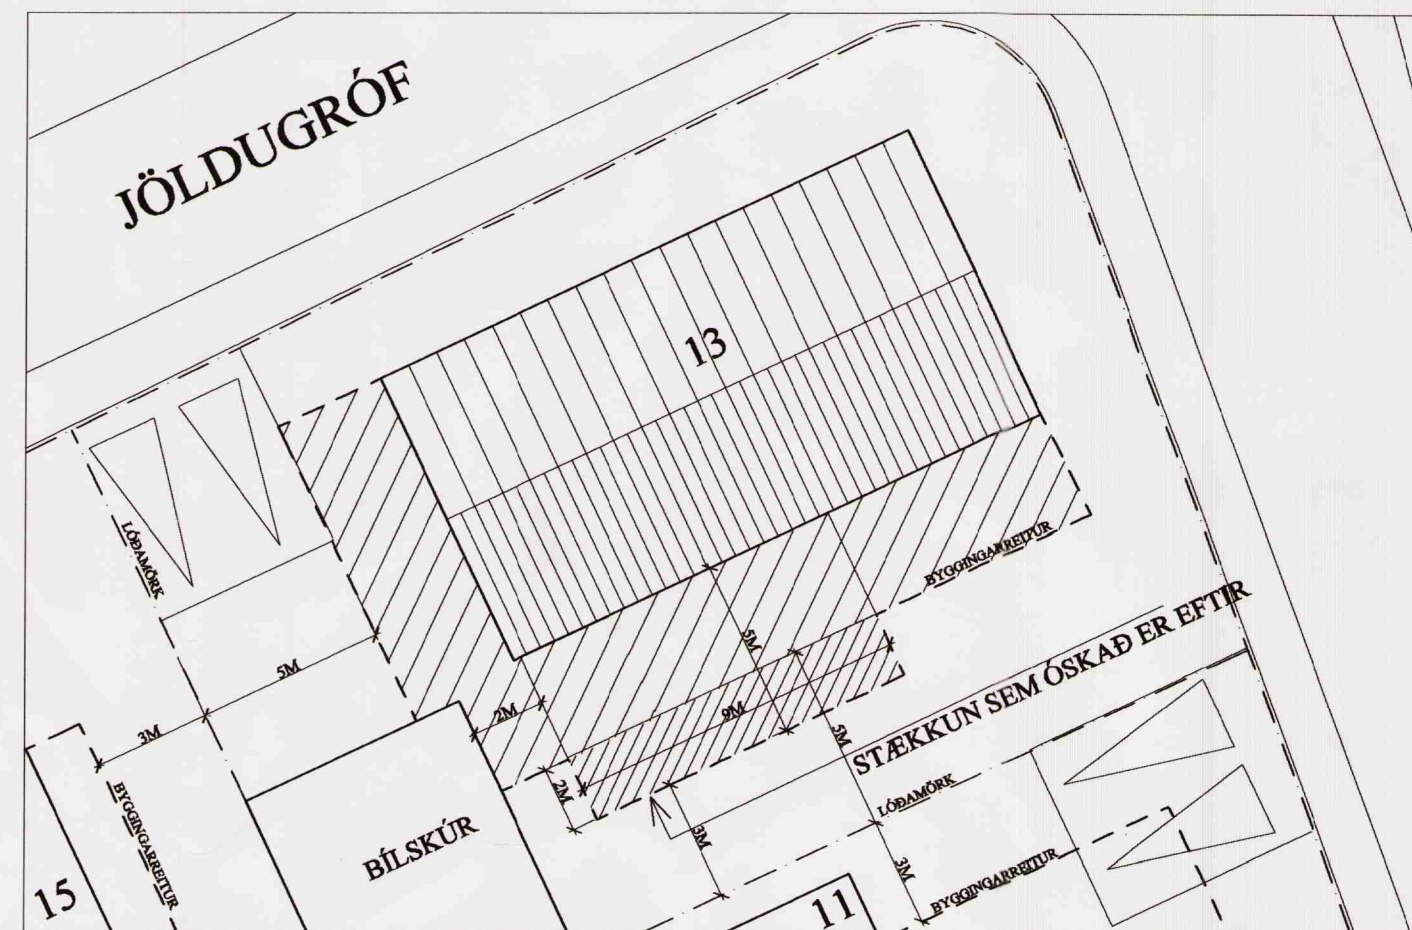 JÖLDUGRÓF
13
LÓÐAMÖRK
BYGGINGARREITUR
5M
5M
STÆKKUN SEM ÓSKAÐ ER EFTIR
3M
2M
9M
5M
2M
LÓÐAMÖRK
BYGGINGARREITUR
BÍLSKÚR
3M
3M
BYGGINGARREITUR
15
11